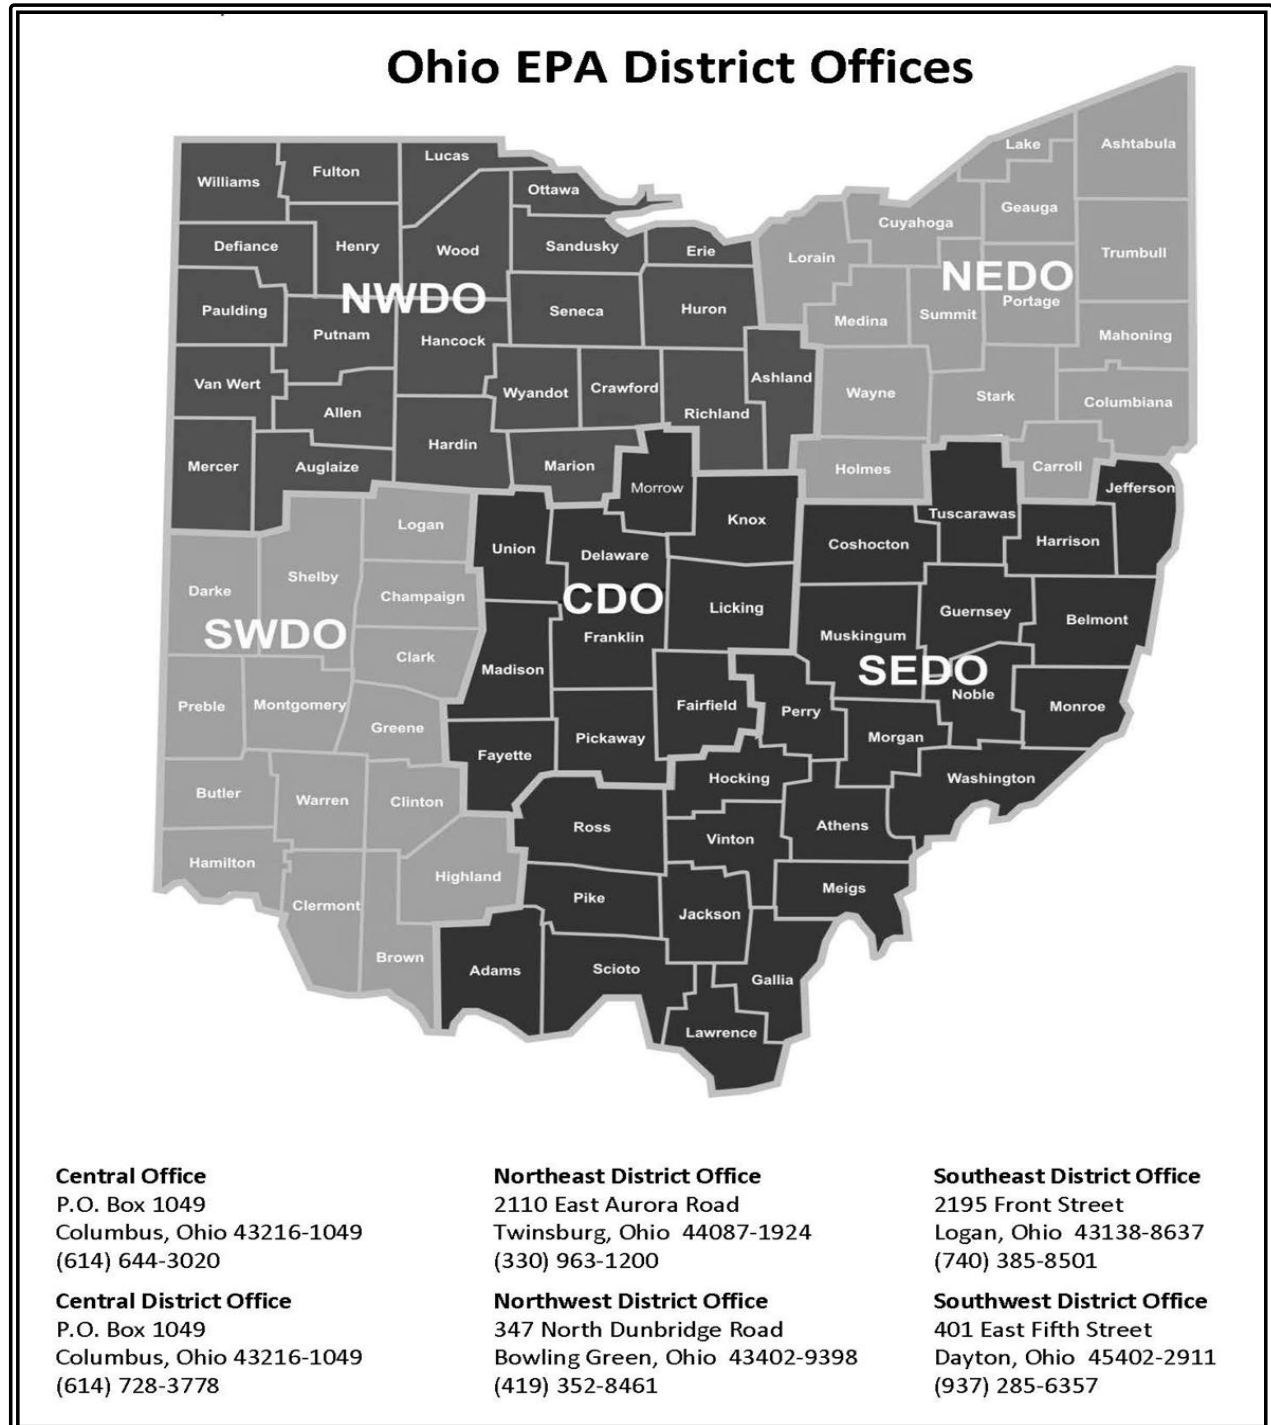 Ohio EPA District Offices
Lake
Ashtabula
Lucas
Fulton
Williams
Ottawa
Geauga
Cuyahoga
Defiance
Henry
Wood
Sandusky
Erie
Lorain
Trumbull
NWDO
NEDO
Paulding
Seneca
Huron
Portage
Medina
Summit
Putnam
Hancock
Mahoning
Van Wert
Wyandot
Crawford
Ashland
Wayne
Stark
Columbiana
Allen
Richland
Hardin
Mercer
Auglaize
Marion
Holmes
Carroll
Morrow
Jefferson
Logan
Knox
Tuscarawas
Union
Delaware
Coshocton
Harrison
Shelby
Darke
Champaign
CDO
Licking
Guernsey
Belmont
SWDO
Franklin
Muskingum
Clark
Madison
SEDO
Noble
Preble
Montgomery
Fairfield
Perry
Monroe
Greene
Pickaway
Morgan
Fayette
Hocking
Washington
Butler
Warren
Clinton
Ross
Vinton
Athens
Hamilton
Highland
Pike
Meigs
Clermont
Jackson
Brown
Adams
Scioto
Gallia
Lawrence
Central Office
P.O. Box 1049
Columbus, Ohio 43216-1049
(614) 644-3020
Central District Office
P.O. Box 1049
Columbus, Ohio 43216-1049
(614) 728-3778
Northeast District Office
2110 East Aurora Road
Twinsburg, Ohio 44087-1924
(330) 963-1200
Northwest District Office
347 North Dunbridge Road
Bowling Green, Ohio 43402-9398
(419) 352-8461
Southeast District Office
2195 Front Street
Logan, Ohio 43138-8637
(740) 385-8501
Southwest District Office
401 East Fifth Street
Dayton, Ohio 45402-2911
(937) 285-6357